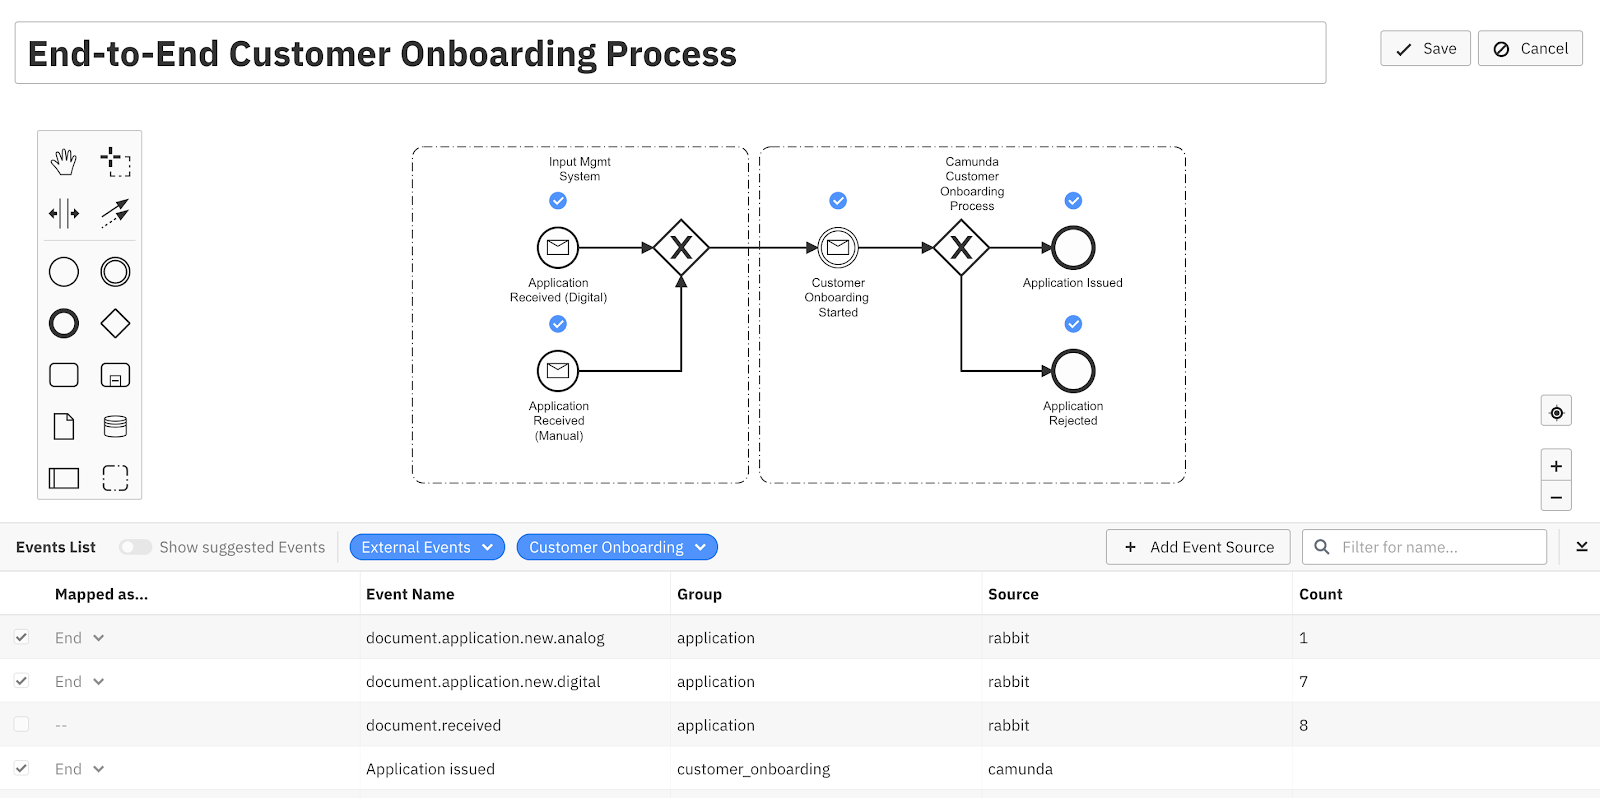 End-to-End Customer Onboarding Process
Save
Cancel
Input Mgmt
System
Camunda
Customer
Onboarding
Process
Application
Received (Digital)
Customer
Onboarding
Started
Application Issued
Application
Received
(Manual)
Application
Rejected
Events List
Show suggested Events
External Events
Customer Onboarding
+ Add Event Source
Filter for name...
Mapped as... Event Name Group Source Count
End document.application.new.analog application rabbit 1
End document.application.new.digital application rabbit 7
-- document.received application rabbit 8
End Application issued customer_onboarding camunda